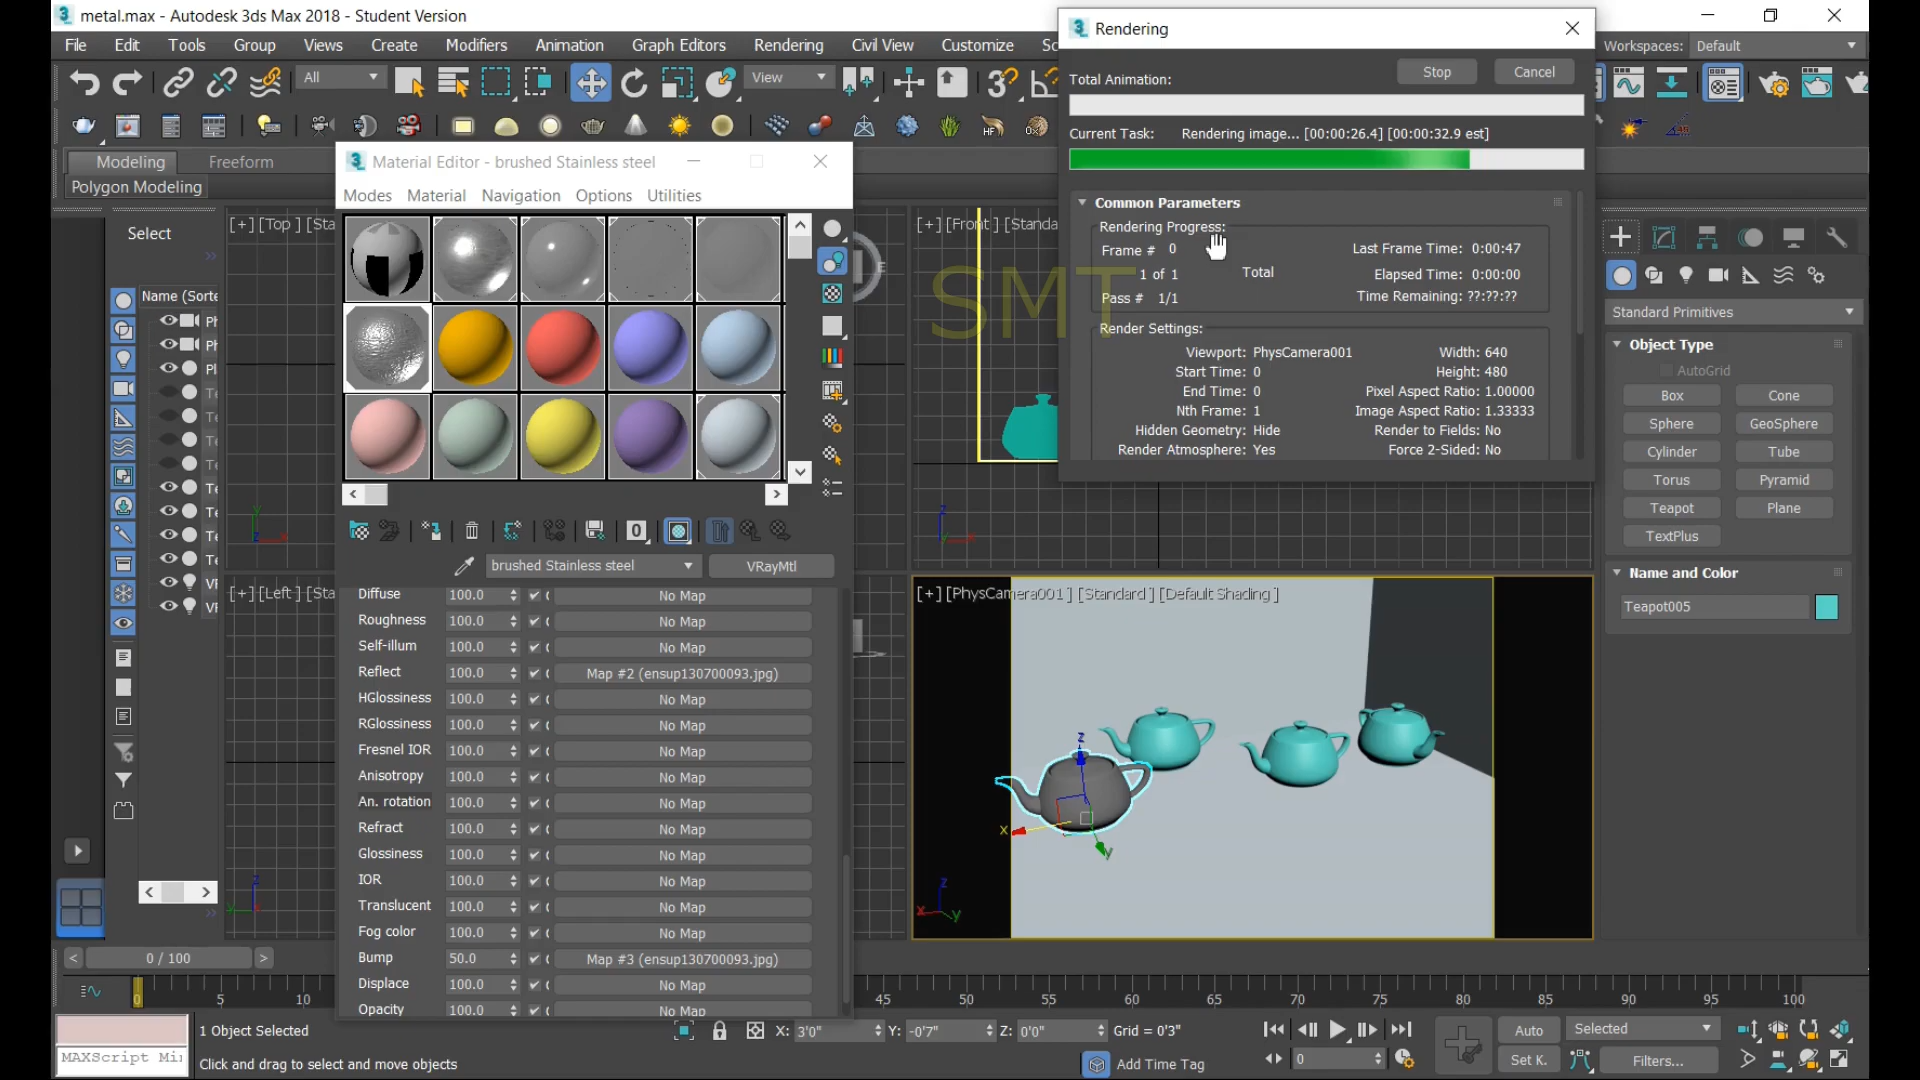 metal.max - Autodesk 3ds Max 2018 - Student Version
File Edit Tools Group Views Create Modifiers Animation Graph Editors Rendering Civil View Customize Sc
Workspaces: Default
All
View
Modeling Freeform
Polygon Modeling
Select
Name (Sorte
[+] [Top ] [Sta
[+] [Front ] [Standa
[+] [Left ] [Sta
[+] [PhysCamera001 ] [Standard ] [Default Shading ]
Material Editor - brushed Stainless steel
Modes Material Navigation Options Utilities
brushed Stainless steel VRayMtl
Diffuse 100.0 No Map
Roughness 100.0 No Map
Self-illum 100.0 No Map
Reflect 100.0 Map #2 (ensup130700093.jpg)
HGlossiness 100.0 No Map
RGlossiness 100.0 No Map
Fresnel IOR 100.0 No Map
Anisotropy 100.0 No Map
An. rotation 100.0 No Map
Refract 100.0 No Map
Glossiness 100.0 No Map
IOR 100.0 No Map
Translucent 100.0 No Map
Fog color 100.0 No Map
Bump 50.0 Map #3 (ensup130700093.jpg)
Displace 100.0 No Map
Opacity 100.0 No Map
Rendering
Stop Cancel
Total Animation:
Current Task: Rendering image... [00:00:26.4] [00:00:32.9 est]
Common Parameters
Rendering Progress:
Frame # 0 Last Frame Time: 0:00:47
1 of 1 Total Elapsed Time: 0:00:00
Pass # 1/1 Time Remaining: ??:??:??
SMT
Render Settings:
Viewport: PhysCamera001 Width: 640
Start Time: 0 Height: 480
End Time: 0 Pixel Aspect Ratio: 1.00000
Nth Frame: 1 Image Aspect Ratio: 1.33333
Hidden Geometry: Hide Render to Fields: No
Render Atmosphere: Yes Force 2-Sided: No
Standard Primitives
Object Type
AutoGrid
Box Cone
Sphere GeoSphere
Cylinder Tube
Torus Pyramid
Teapot Plane
TextPlus
Name and Color
Teapot005
0 / 100
0 5 10 45 50 55 60 65 70 75 80 85 90 95 100
1 Object Selected
X: 3'0" Y: -0'7" Z: 0'0" Grid = 0'3"
Auto Selected
MAXScript Mi
Click and drag to select and move objects
Add Time Tag
0
Set K. Filters...